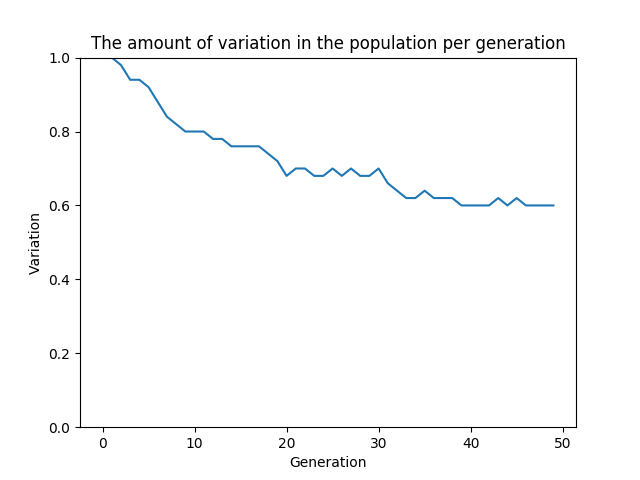 The amount of variation in the population per generation
1.0
0.8
0.6
0.4
0.2
0.0
Variation
0 10 20 30 40 50
Generation